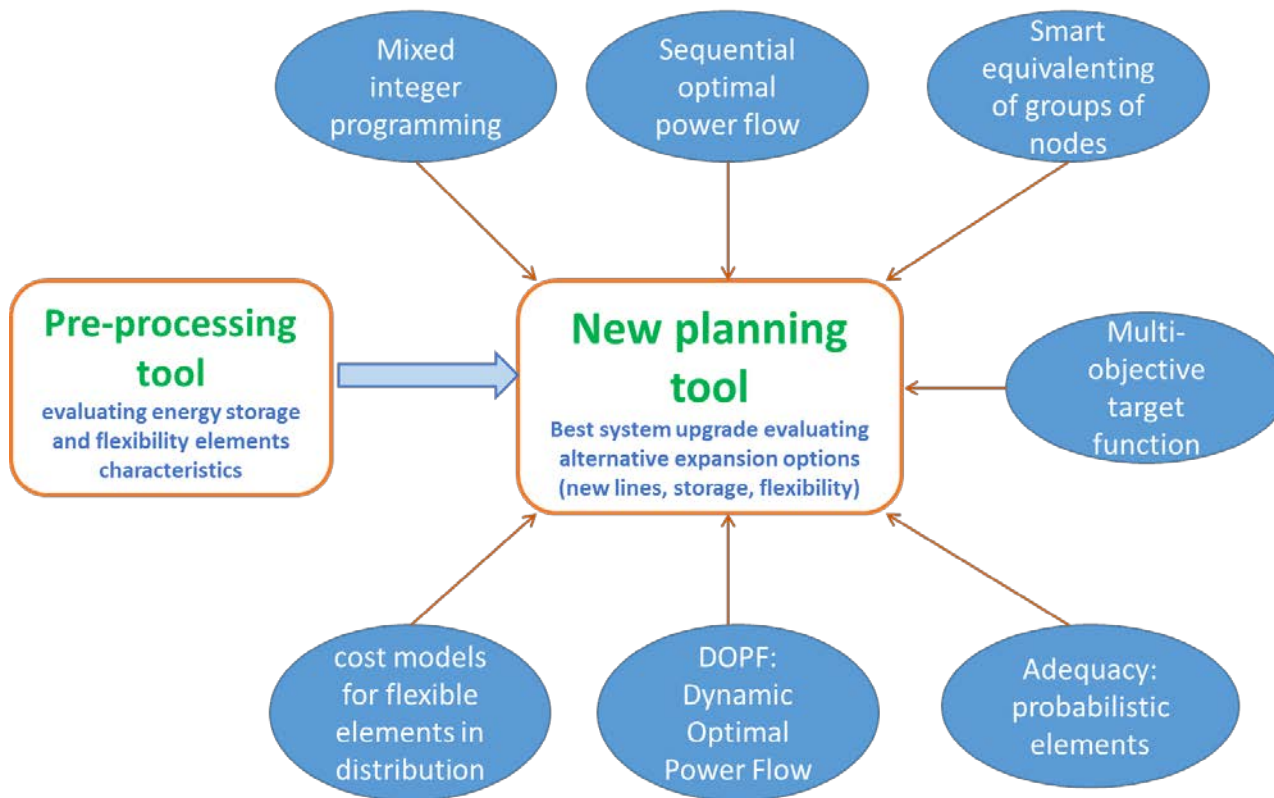 Mixed
integer
programming
Sequential
optimal
power flow
Smart
equivalenting
of groups of
nodes
Pre-processing
tool
evaluating energy storage
and flexibility elements
characteristics
New planning
tool
Best system upgrade evaluating
alternative expansion options
(new lines, storage, flexibility)
Multi-
objective
target
function
cost models
for flexible
elements in
distribution
DOPF:
Dynamic
Optimal
Power Flow
Adequacy:
probabilistic
elements